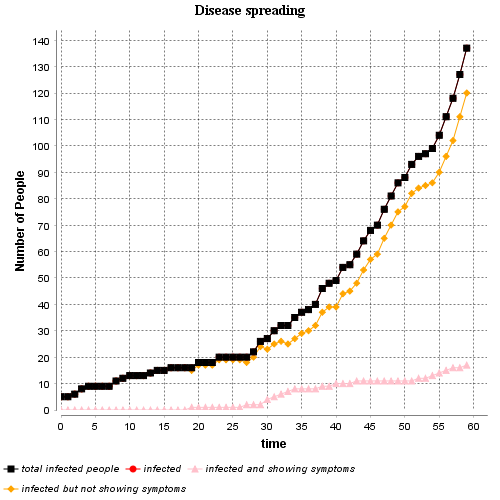 Disease spreading
Number of People
140
130
120
110
100
90
80
70
60
50
40
30
20
10
0
0 5 10 15 20 25 30 35 40 45 50 55 60
time
total infected people infected infected and showing symptoms
infected but not showing symptoms